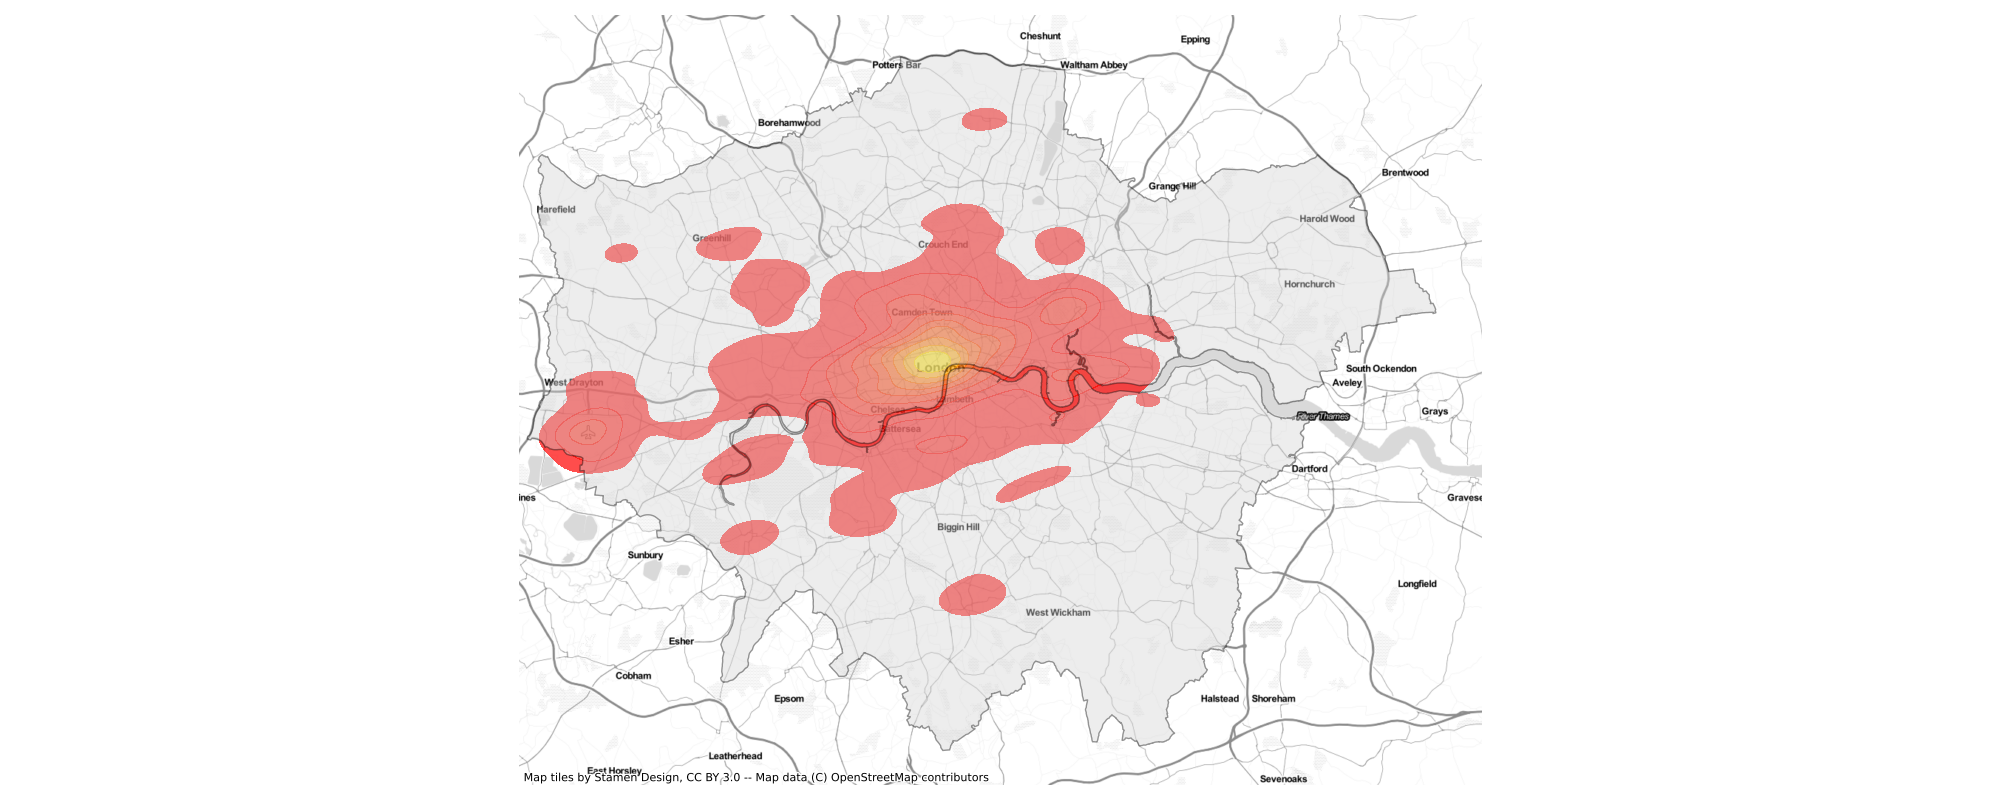 Cheshunt
Epping
Potters Bar
Waltham Abbey
Borehamwood
Brentwood
Grange Hill
Harefield
Harold Wood
Greenhill
Crouch End
Hornchurch
Camden Town
London
South Ockendon
West Drayton
Aveley
Lambeth
Chelsea
Grays
River Thames
Battersea
Dartford
ines
Gravese
Biggin Hill
Sunbury
Longfield
West Wickham
Esher
Cobham
Epsom
Halstead
Shoreham
Leatherhead
East Horsley
Map tiles by Stamen Design, CC BY 3.0 -- Map data (C) OpenStreetMap contributors
Sevenoaks